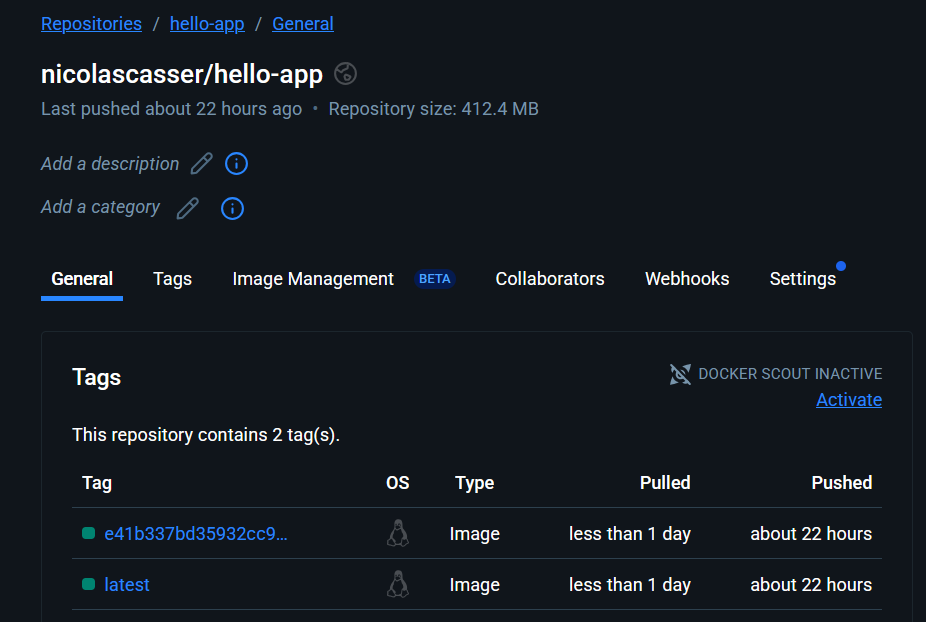 Repositories / hello-app / General
nicolascasser/hello-app
Last pushed about 22 hours ago • Repository size: 412.4 MB
Add a description
Add a category
General Tags Image Management BETA Collaborators Webhooks Settings
Tags
DOCKER SCOUT INACTIVE
Activate
This repository contains 2 tag(s).
Tag OS Type Pulled Pushed
e41b337bd35932cc9... Image less than 1 day about 22 hours
latest Image less than 1 day about 22 hours